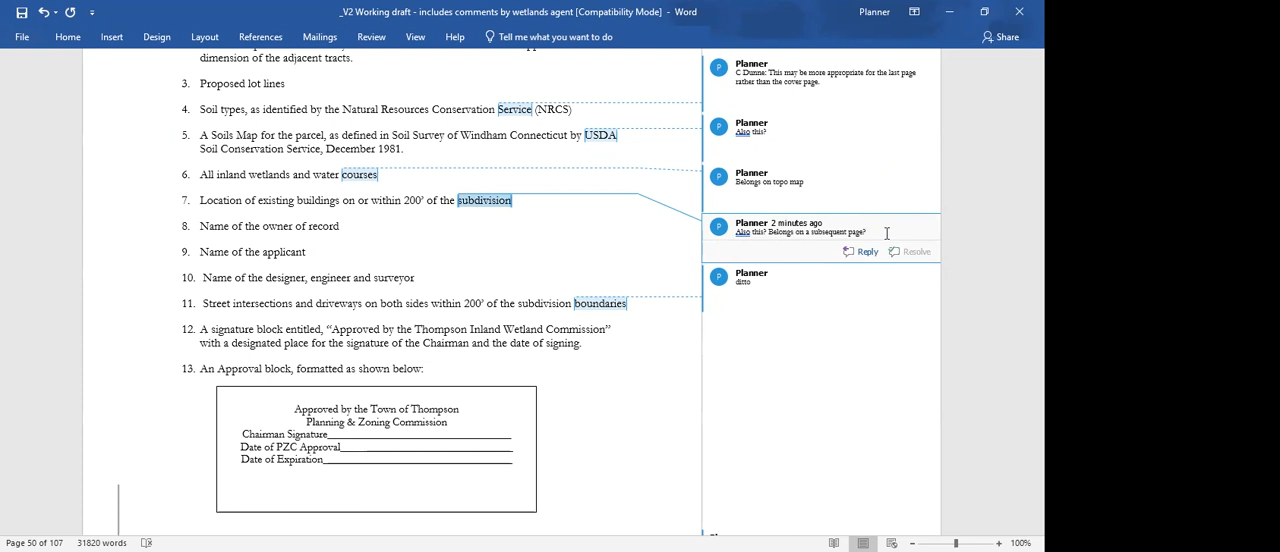 _V2 Working draft - includes comments by wetlands agent [Compatibility Mode] - Word
Planner
File Home Insert Design Layout References Mailings Review View Help Tell me what you want to do
Share
dimension of the adjacent tracts.
3. Proposed lot lines
4. Soil types, as identified by the Natural Resources Conservation Service (NRCS)
5. A Soils Map for the parcel, as defined in Soil Survey of Windham Connecticut by USDA
Soil Conservation Service, December 1981.
6. All inland wetlands and water courses
7. Location of existing buildings on or within 200’ of the subdivision
8. Name of the owner of record
9. Name of the applicant
10. Name of the designer, engineer and surveyor
11. Street intersections and driveways on both sides within 200’ of the subdivision boundaries
12. A signature block entitled, “Approved by the Thompson Inland Wetland Commission”
with a designated place for the signature of the Chairman and the date of signing.
13. An Approval block, formatted as shown below:
Approved by the Town of Thompson
Planning & Zoning Commission
Chairman Signature
Date of PZC Approval
Date of Expiration
P Planner
C Dunne: This may be more appropriate for the last page
rather than the cover page.
P Planner
Also this?
P Planner
Belongs on topo map
P Planner 2 minutes ago
Also this? Belongs on a subsequent page?
Reply Resolve
P Planner
ditto
Page 50 of 107 31820 words
100%